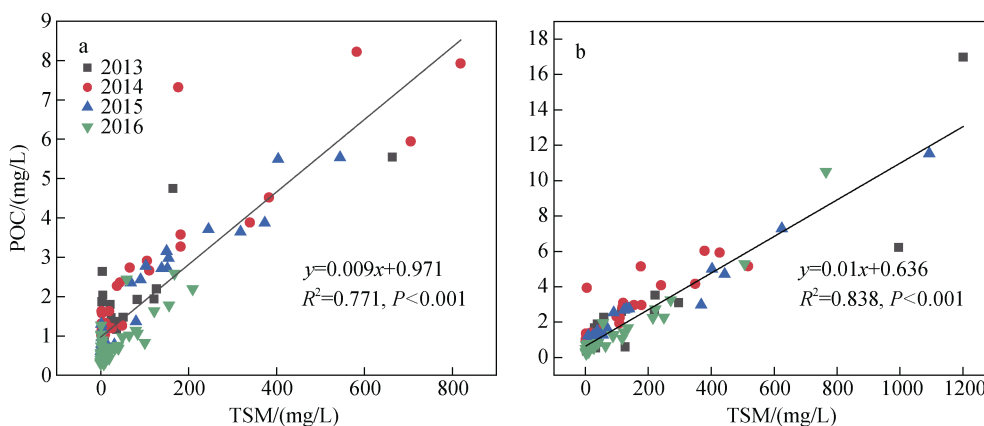 a
2013
2014
2015
2016
POC/(mg/L)
9
8
7
6
5
4
3
2
1
0
y=0.009x+0.971
R²=0.771, P<0.001
0 200 400 600 800
TSM/(mg/L)
b
18
16
14
12
10
8
6
4
2
0
y=0.01x+0.636
R²=0.838, P<0.001
0 200 400 600 800 1000 1200
TSM/(mg/L)